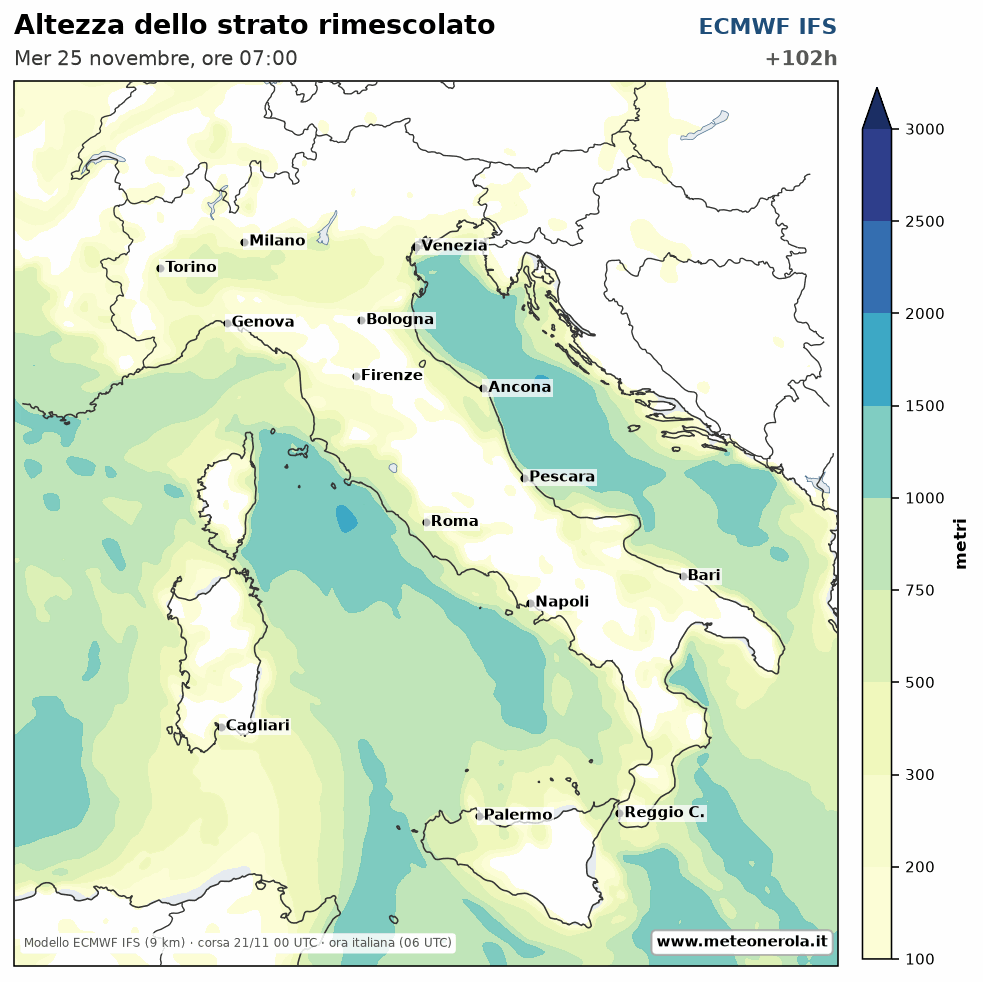 Altezza dello strato rimescolato
ECMWF IFS
Mer 25 novembre, ore 07:00
+102h
3000
2500
2000
1500
1000
750
500
300
200
100
metri
Milano
Venezia
Torino
Genova
Bologna
Firenze
Ancona
Pescara
Roma
Bari
Napoli
Cagliari
Palermo
Reggio C.
Modello ECMWF IFS (9 km) · corsa 21/11 00 UTC · ora italiana (06 UTC)
www.meteonerola.it